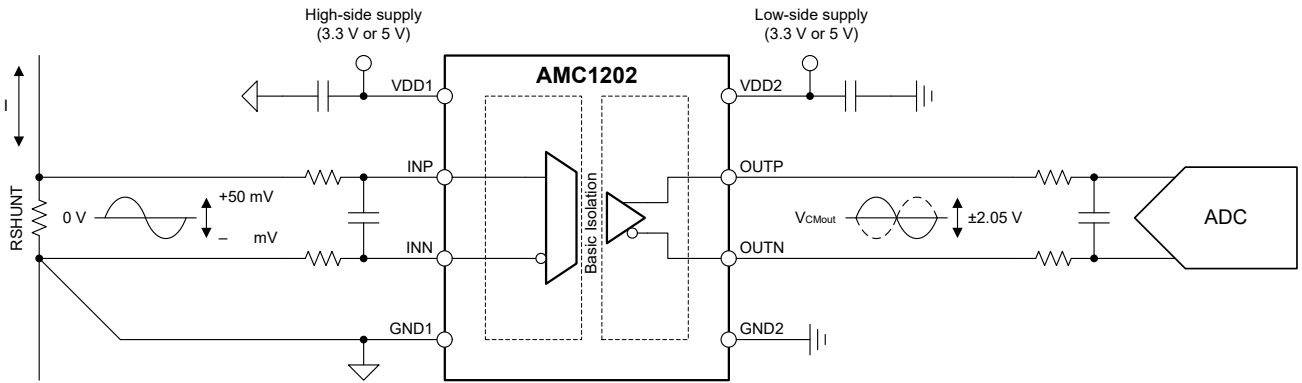 High-side supply
(3.3 V or 5 V)
Low-side supply
(3.3 V or 5 V)
AMC1202
VDD1
VDD2
I
INP
OUTP
RSHUNT
0 V
+50 mV
– mV
Basic Isolation
VCMout
±2.05 V
ADC
INN
OUTN
GND1
GND2